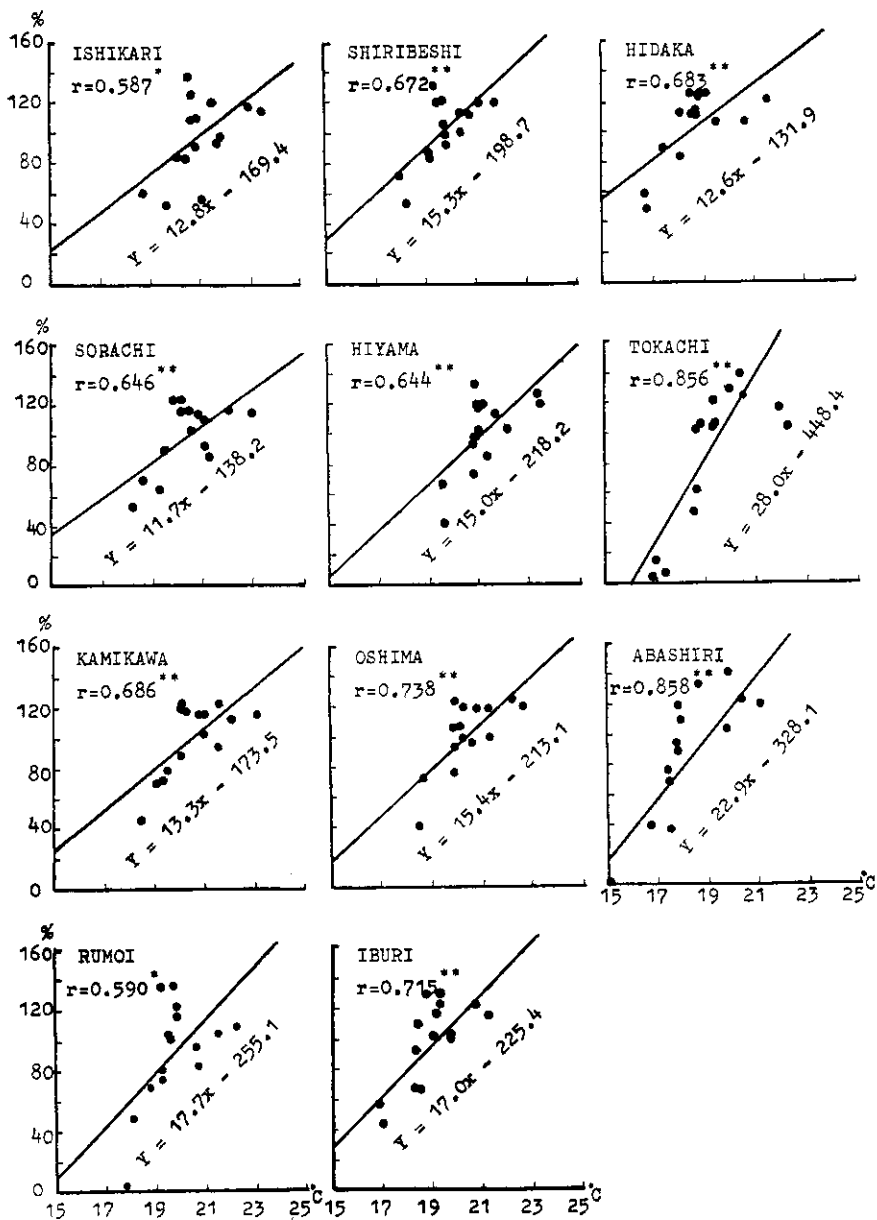 %
160
120
80
40
0
ISHIKARI
r=0.587*
Y = 12.8x - 169.4
SHIRIBESHI
r=0.672**
Y = 15.3x - 198.7
HIDAKA
r=0.683**
Y = 12.6x - 131.9
%
160
120
80
40
0
SORACHI
r=0.646**
Y = 11.7x - 138.2
HIYAMA
r=0.644**
Y = 15.0x - 218.2
TOKACHI
r=0.856**
Y = 28.0x - 448.4
%
160
120
80
40
0
KAMIKAWA
r=0.686**
Y = 13.3x - 173.5
OSHIMA
r=0.738**
Y = 15.4x - 213.1
ABASHIRI
r=0.858**
Y = 22.9x - 328.1
15 17 19 21 23 25°C
%
160
120
80
40
0
RUMOI
r=0.590*
Y = 17.7x - 255.1
15 17 19 21 23 25°C
IBURI
r=0.715**
Y = 17.0x - 225.4
15 17 19 21 23 25°C